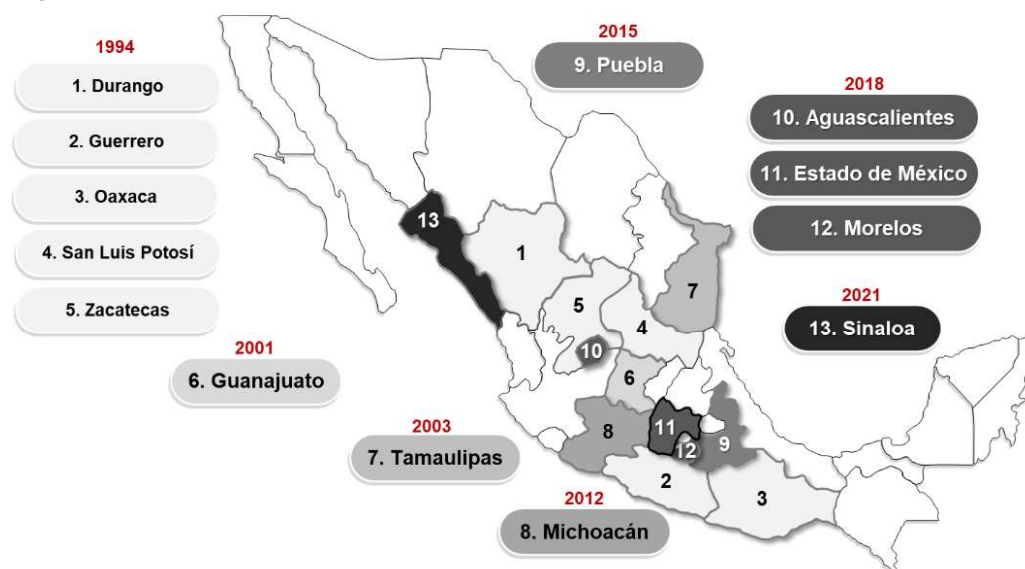 1994
1. Durango
2. Guerrero
3. Oaxaca
4. San Luis Potosí
5. Zacatecas
2001
6. Guanajuato
2003
7. Tamaulipas
2012
8. Michoacán
2015
9. Puebla
2018
10. Aguascalientes
11. Estado de México
12. Morelos
2021
13. Sinaloa
13
1
5
7
4
10
6
8
11
12
9
2
3